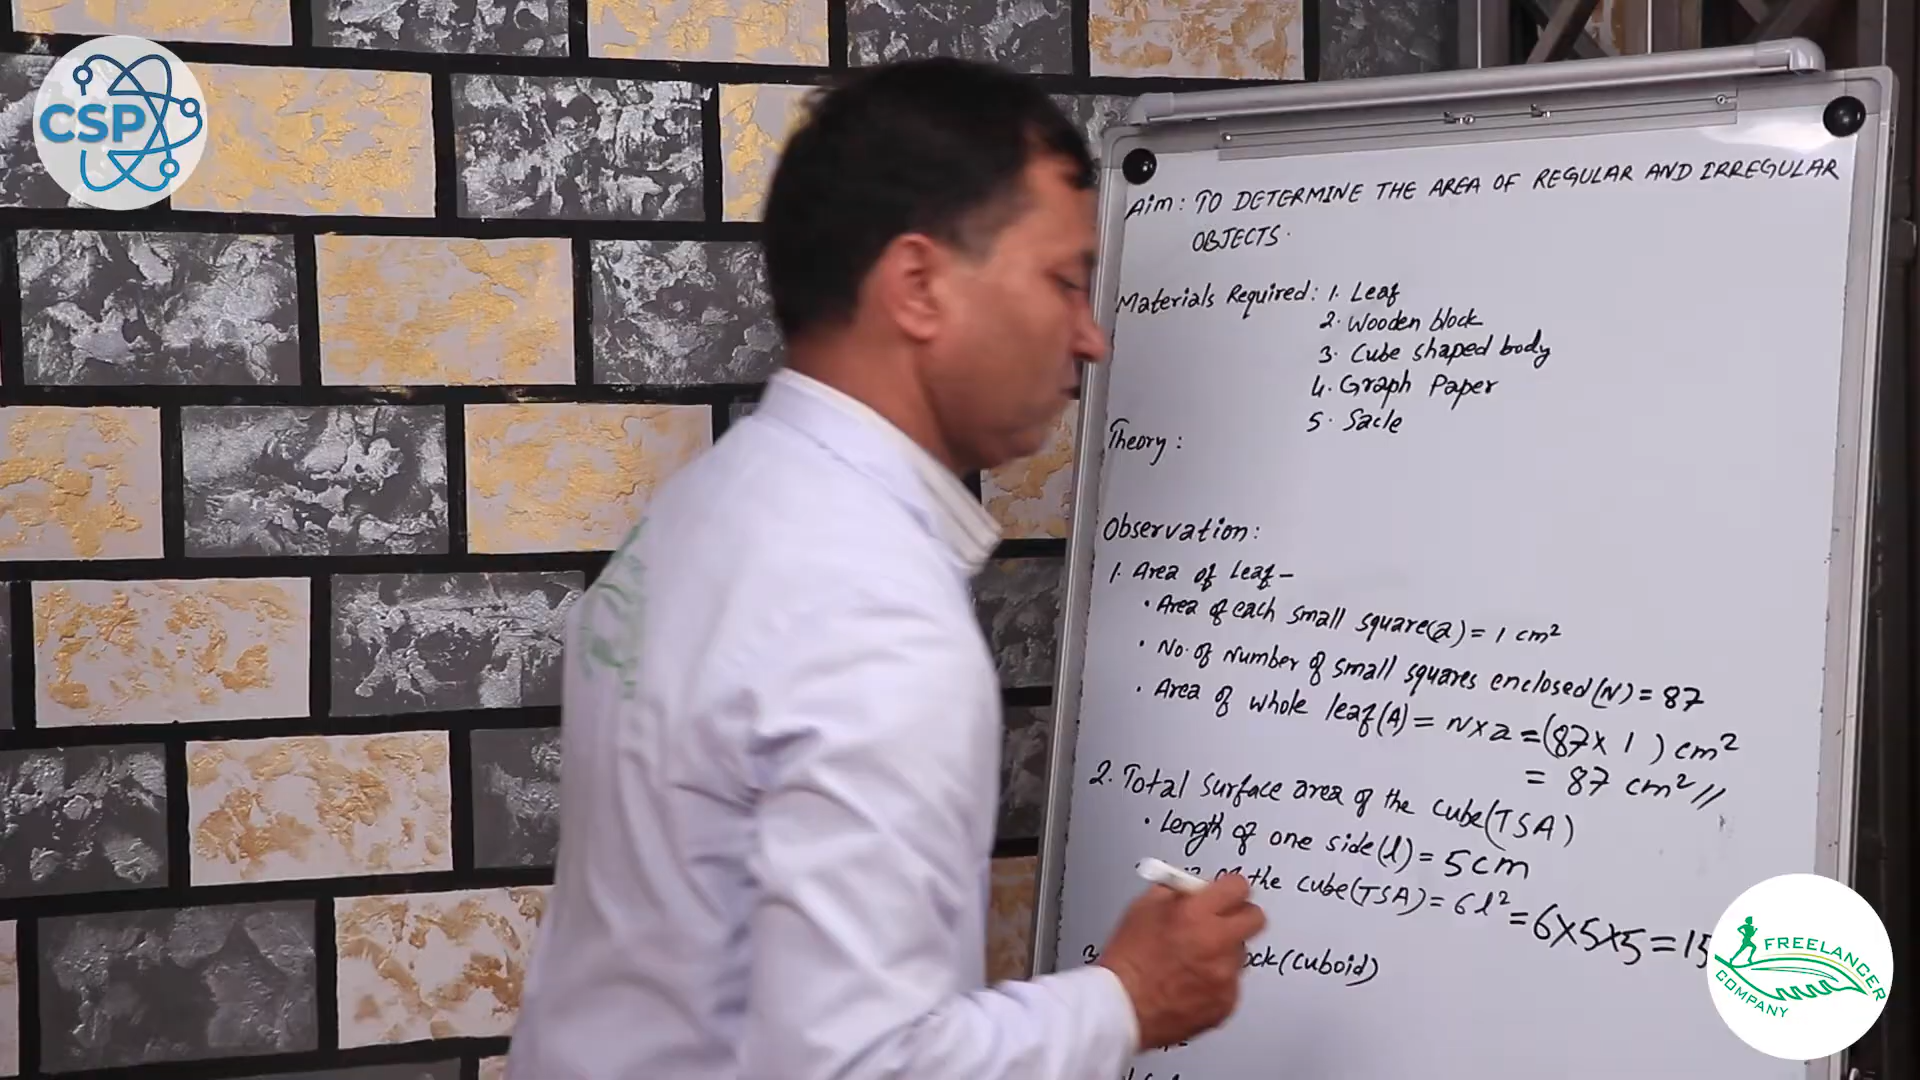 CSP
Aim: TO DETERMINE THE AREA OF REGULAR AND IRREGULAR
OBJECTS.
Materials Required: 1. Leaf
2. Wooden block
3. Cube shaped body
4. Graph Paper
5. Sacle
Theory:
Observation:
1. Area of Leaf –
• Area of each small square(a) = 1 cm²
• No. of Number of small squares enclosed (N) = 87
• Area of whole leaf (A) = N x a = (87 x 1 ) cm²
= 87 cm² //
2. Total surface area of the cube (TSA)
• Length of one side (l) = 5 cm
the cube (TSA) = 6l² = 6 x 5 x 5 = 15
3. (cuboid)
FREELANCER
COMPANY